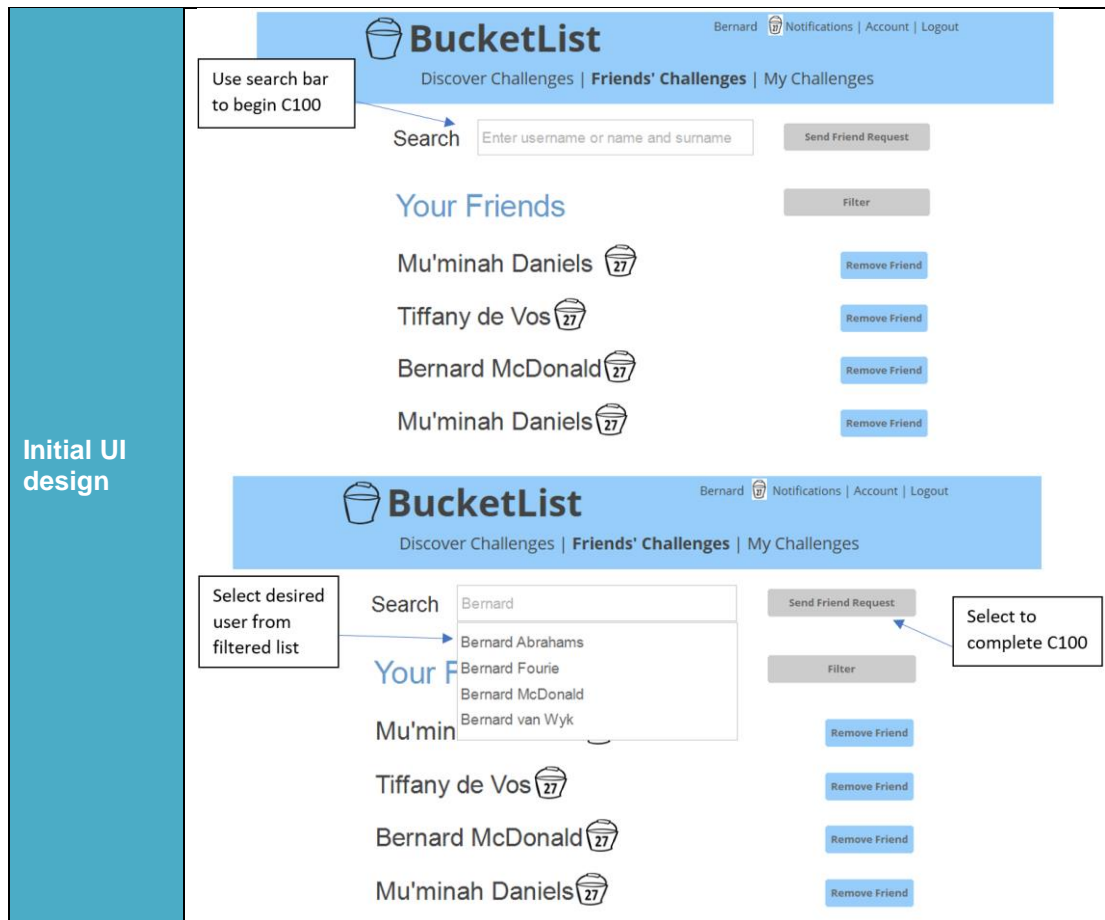 Initial UI
design
BucketList
Bernard 27 Notifications | Account | Logout
Discover Challenges | Friends' Challenges | My Challenges
Use search bar
to begin C100
Search Enter username or name and surname Send Friend Request
Your Friends Filter
Mu'minah Daniels 27 Remove Friend
Tiffany de Vos 27 Remove Friend
Bernard McDonald 27 Remove Friend
Mu'minah Daniels 27 Remove Friend
BucketList
Bernard 27 Notifications | Account | Logout
Discover Challenges | Friends' Challenges | My Challenges
Select desired
user from
filtered list
Search Bernard Send Friend Request
Select to
complete C100
Bernard Abrahams
Your F Bernard Fourie Filter
Bernard McDonald
Mu'min Bernard van Wyk Remove Friend
Tiffany de Vos 27 Remove Friend
Bernard McDonald 27 Remove Friend
Mu'minah Daniels 27 Remove Friend